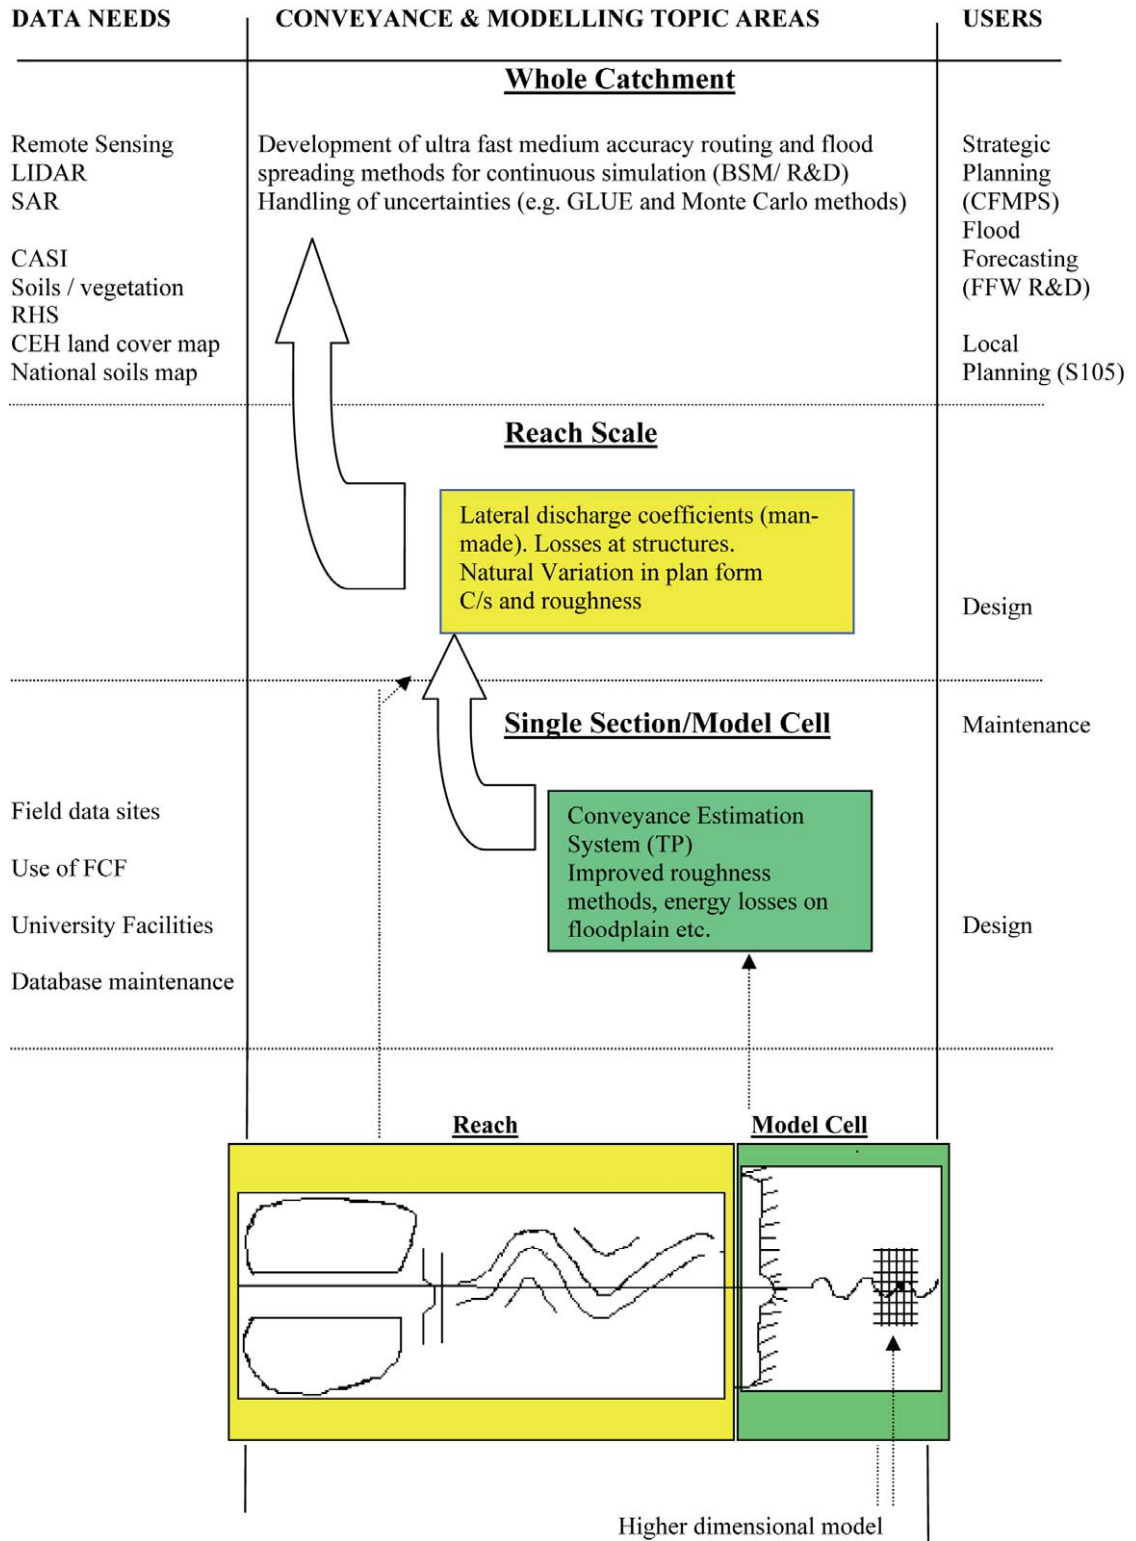 DATA NEEDS
CONVEYANCE & MODELLING TOPIC AREAS
USERS
Whole Catchment
Remote Sensing
LIDAR
SAR
CASI
Soils / vegetation
RHS
CEH land cover map
National soils map
Development of ultra fast medium accuracy routing and flood
spreading methods for continuous simulation (BSM/ R&D)
Handling of uncertainties (e.g. GLUE and Monte Carlo methods)
Strategic
Planning
(CFMPS)
Flood
Forecasting
(FFW R&D)
Local
Planning (S105)
Reach Scale
Lateral discharge coefficients (man-
made). Losses at structures.
Natural Variation in plan form
C/s and roughness
Design
Single Section/Model Cell
Maintenance
Field data sites
Use of FCF
University Facilities
Database maintenance
Conveyance Estimation
System (TP)
Improved roughness
methods, energy losses on
floodplain etc.
Design
Reach
Model Cell
Higher dimensional model